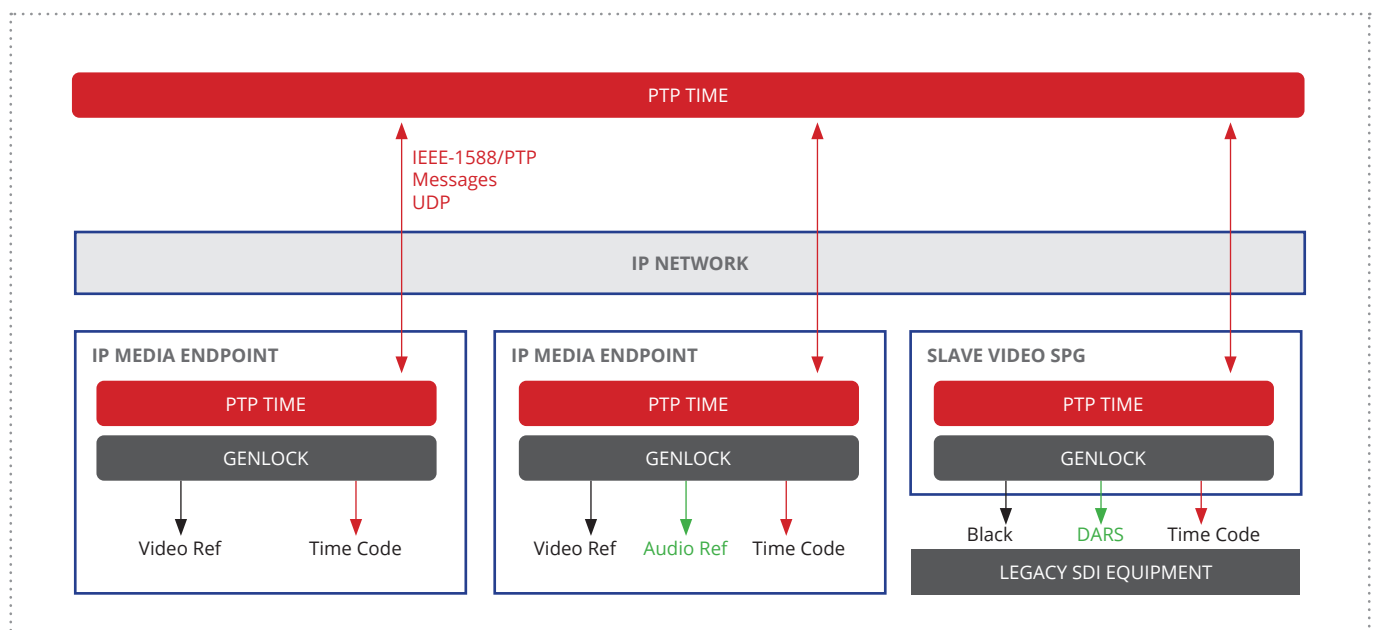 PTP TIME
IEEE-1588/PTP
Messages
UDP
IP NETWORK
IP MEDIA ENDPOINT
PTP TIME
GENLOCK
Video Ref
Time Code
IP MEDIA ENDPOINT
PTP TIME
GENLOCK
Video Ref
Audio Ref
Time Code
SLAVE VIDEO SPG
PTP TIME
GENLOCK
Black
DARS
Time Code
LEGACY SDI EQUIPMENT